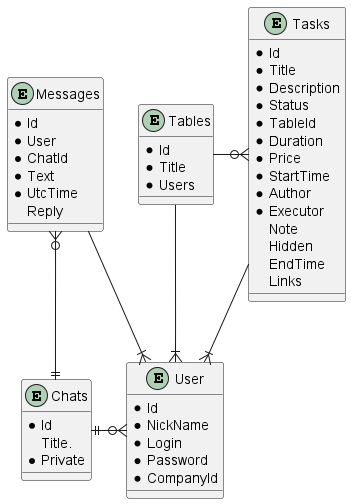 E Tasks
Id
Title
Description
Status
TableId
Duration
Price
StartTime
Author
Executor
Note
Hidden
EndTime
Links
E Messages
Id
User
ChatId
Text
UtcTime
Reply
E Tables
Id
Title
Users
E Chats
Id
Title.
Private
E User
Id
NickName
Login
Password
CompanyId